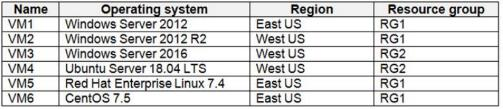 Name Operating system Region Resource group
VM1 Windows Server 2012 East US RG1
VM2 Windows Server 2012 R2 West US RG1
VM3 Windows Server 2016 West US RG2
VM4 Ubuntu Server 18.04 LTS West US RG2
VM5 Red Hat Enterprise Linux 7.4 East US RG1
VM6 CentOS 7.5 East US RG1